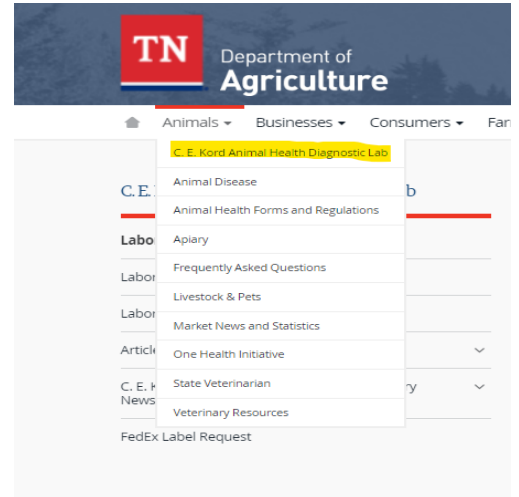 TN
Department of
Agriculture
Animals Businesses Consumers
C. E. Kord Animal Health Diagnostic Lab
Animal Disease
Animal Health Forms and Regulations
Apiary
Frequently Asked Questions
Livestock & Pets
Market News and Statistics
One Health Initiative
State Veterinarian
Veterinary Resources
FedEx Label Request